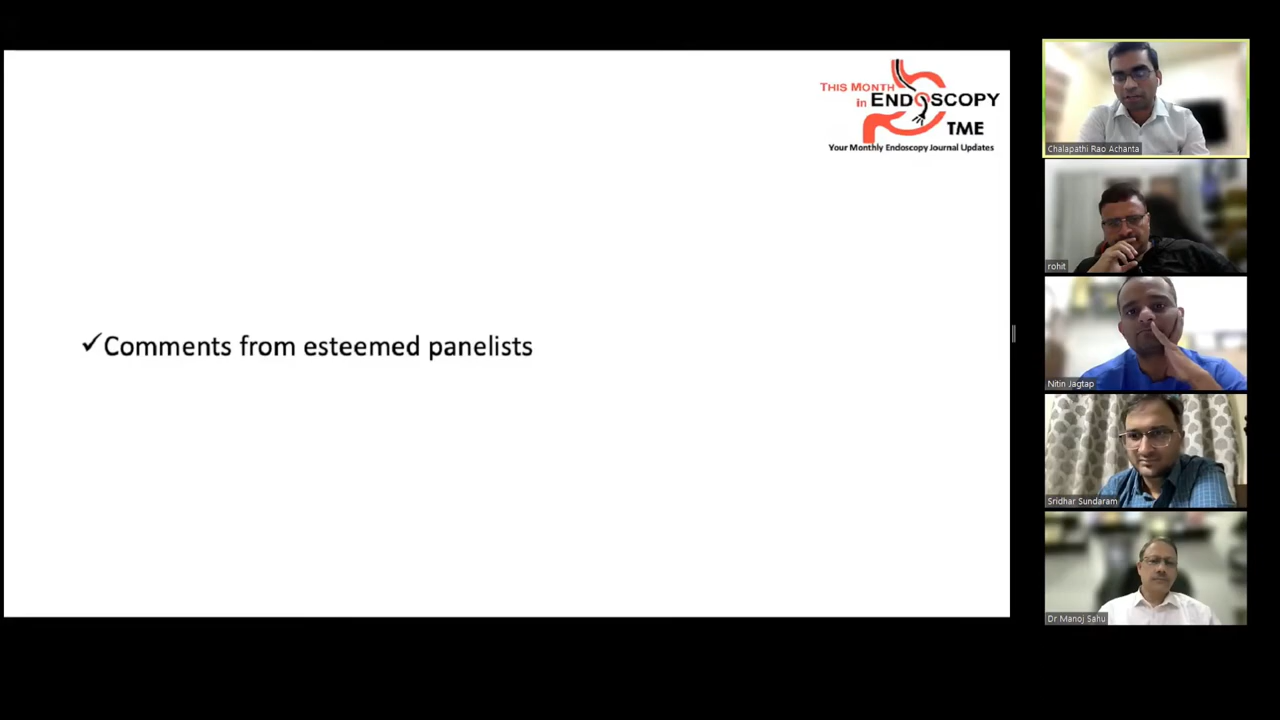 This Month
in ENDOSCOPY
TME
Your Monthly Endoscopy Journal Updates
✓Comments from esteemed panelists
Chalapathi Rao Achanta
rohit
Nitin Jagtap
Sridhar Sundaram
Dr Manoj Sahu